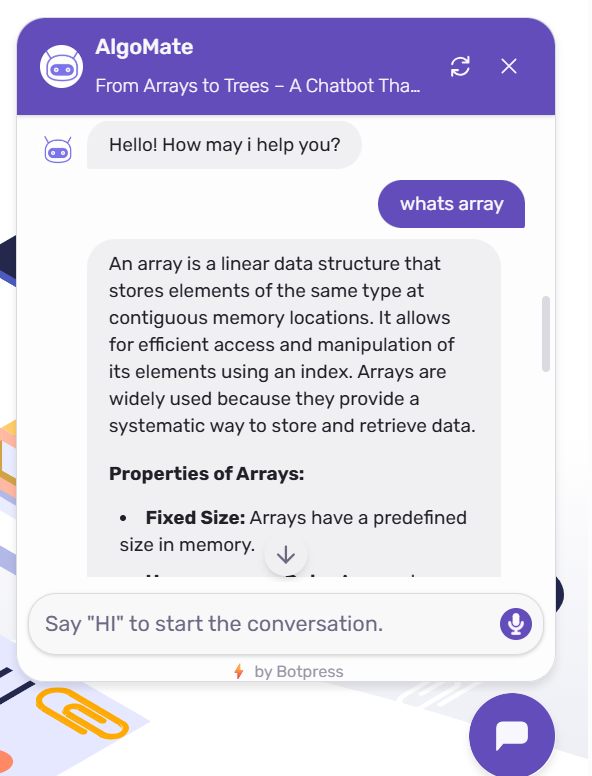 AlgoMate
From Arrays to Trees – A Chatbot Tha...
Hello! How may i help you?
whats array
An array is a linear data structure that
stores elements of the same type at
contiguous memory locations. It allows
for efficient access and manipulation of
its elements using an index. Arrays are
widely used because they provide a
systematic way to store and retrieve data.
Properties of Arrays:
• Fixed Size: Arrays have a predefined
size in memory.
Say "HI" to start the conversation.
by Botpress